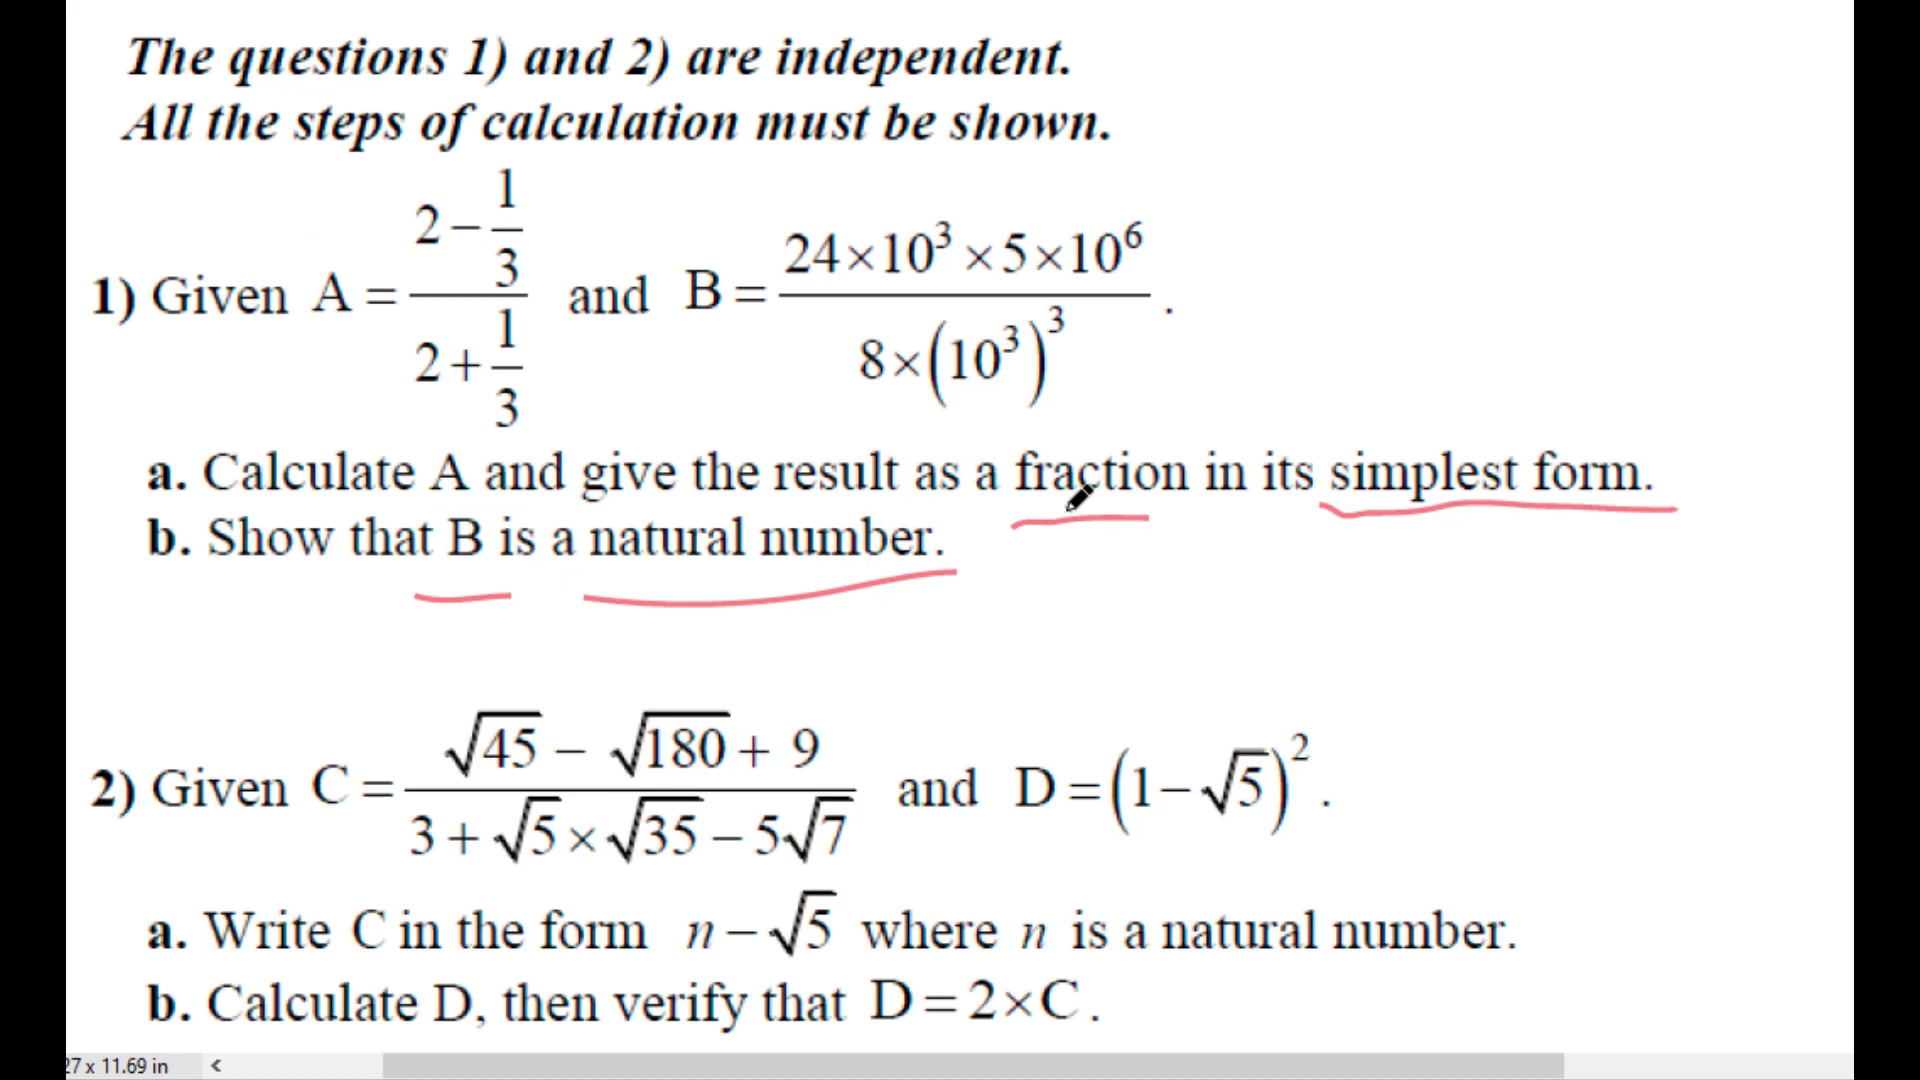 The questions 1) and 2) are independent.
All the steps of calculation must be shown.
1) Given A = (2 − 1/3) / (2 + 1/3) and B = (24×10³×5×10⁶) / (8×(10³)³) .
a. Calculate A and give the result as a fraction in its simplest form.
b. Show that B is a natural number.
2) Given C = (√45 − √180 + 9) / (3 + √5×√35 − 5√7) and D = (1−√5)² .
a. Write C in the form n−√5 where n is a natural number.
b. Calculate D, then verify that D = 2×C .
27 x 11.69 in <